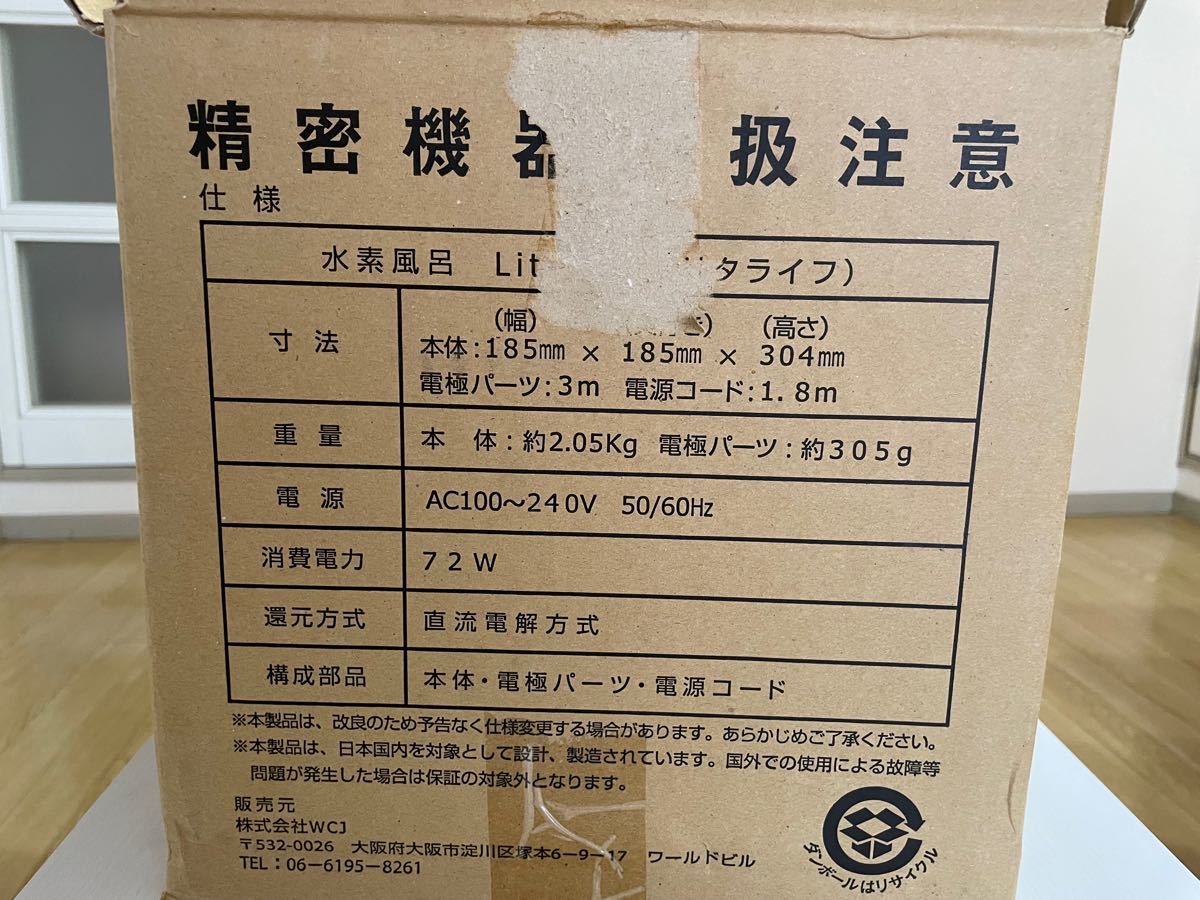 精密機器 扱注意
仕様
水素風呂 Lit タライフ）
寸法
（幅） （高さ）
本体：185㎜ × 185㎜ × 304㎜
電極パーツ：3m 電源コード：1.8m
重量 本 体：約2.05Kg 電極パーツ：約305g
電源 AC100～240V 50/60Hz
消費電力 72W
還元方式 直流電解方式
構成部品 本体・電極パーツ・電源コード
※本製品は、改良のため予告なく仕様変更する場合があります。あらかじめご了承ください。
※本製品は、日本国内を対象として設計、製造されています。国外での使用による故障等
問題が発生した場合は保証の対象外となります。
販売元
株式会社WCJ
〒532-0026 大阪府大阪市淀川区塚本6-9-17 ワールドビル
TEL：06-6195-8261
ダンボールはリサイクル